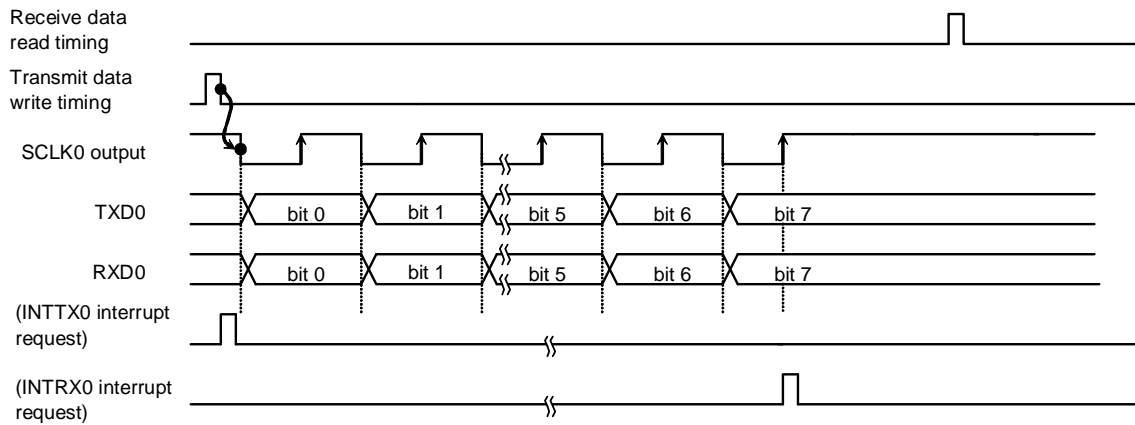 Receive data
read timing
Transmit data
write timing
SCLK0 output
TXD0
bit 0
bit 1
bit 5
bit 6
bit 7
RXD0
bit 0
bit 1
bit 5
bit 6
bit 7
(INTTX0 interrupt
request)
(INTRX0 interrupt
request)